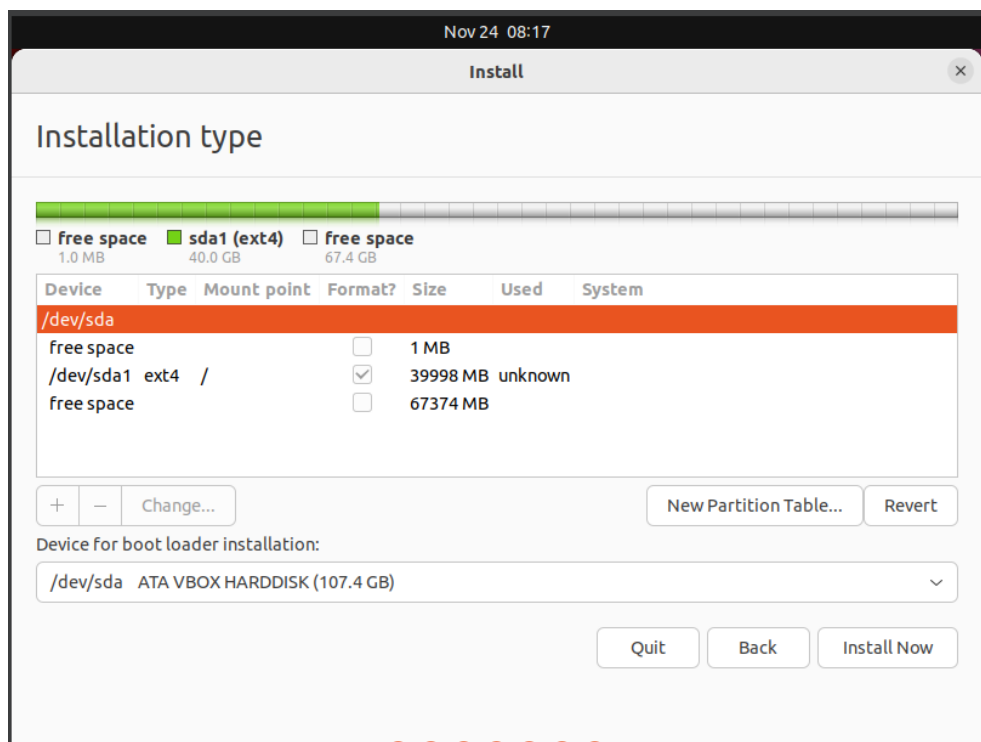 Nov 24 08:17
Install
Installation type
free space sda1 (ext4) free space
1.0 MB 40.0 GB 67.4 GB
Device Type Mount point Format? Size Used System
/dev/sda
free space 1 MB
/dev/sda1 ext4 / 39998 MB unknown
free space 67374 MB
+ − Change... New Partition Table... Revert
Device for boot loader installation:
/dev/sda ATA VBOX HARDDISK (107.4 GB)
Quit Back Install Now